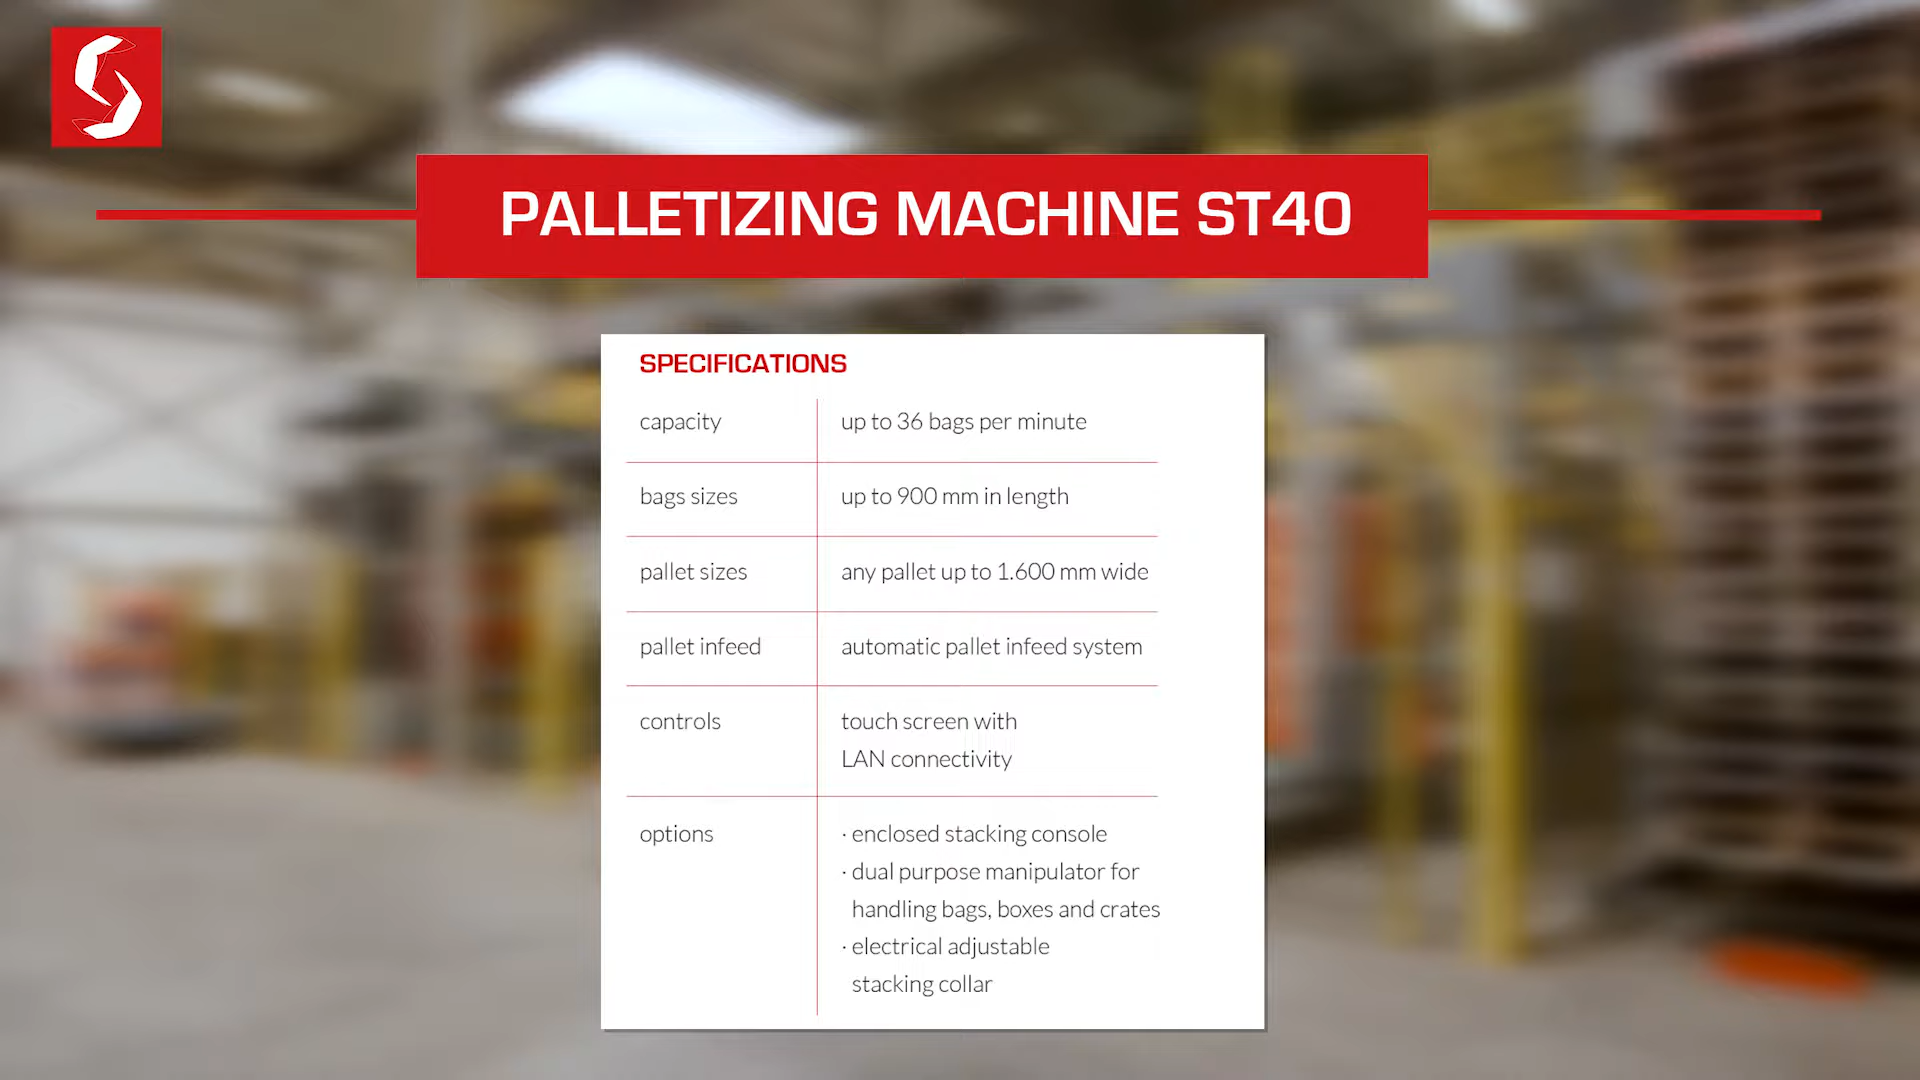 PALLETIZING MACHINE ST40
SPECIFICATIONS
capacity up to 36 bags per minute
bags sizes up to 900 mm in length
pallet sizes any pallet up to 1.600 mm wide
pallet infeed automatic pallet infeed system
controls touch screen with
LAN connectivity
options · enclosed stacking console
· dual purpose manipulator for
handling bags, boxes and crates
· electrical adjustable
stacking collar